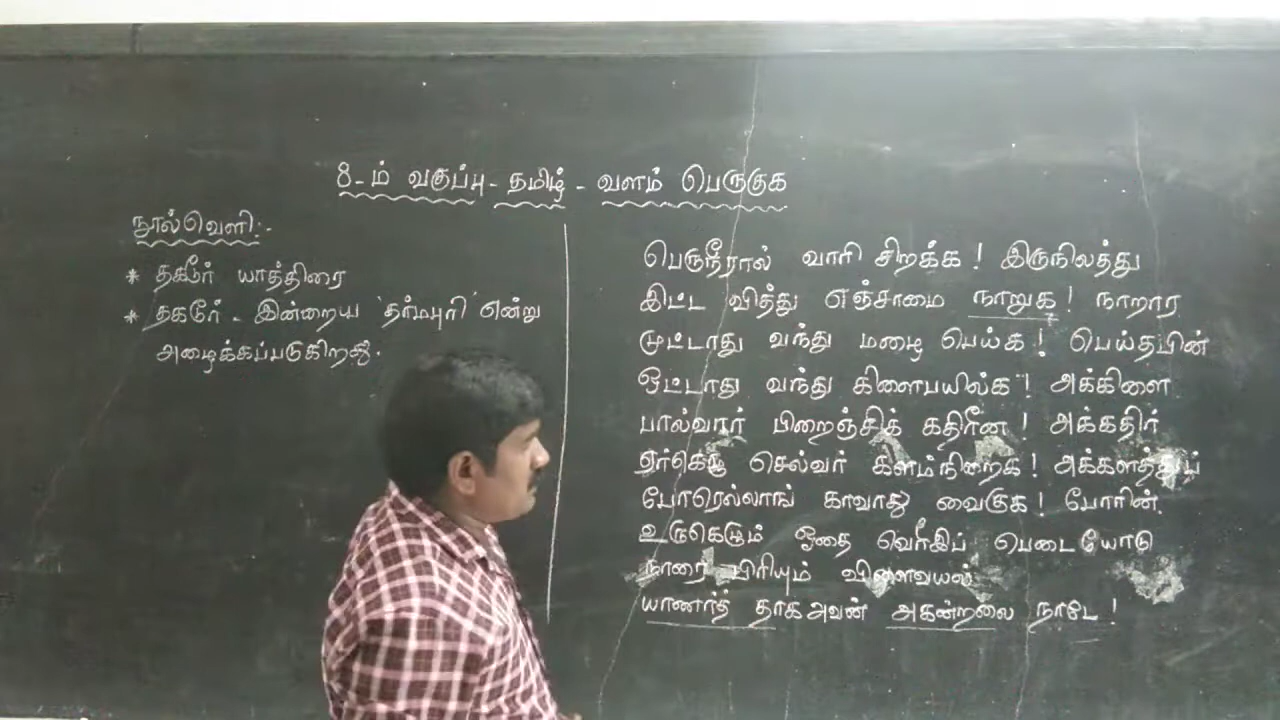 8-ம் வகுப்பு - தமிழ் - வளம் பெருகுக
நூல்வெளி:-
* தகடூர் யாத்திரை
* தகடூர் - இன்றைய 'தர்மபுரி' என்று
அழைக்கப்படுகிறது.
பெருநீரால் வாரி சிறக்க! இருநிலத்து
இட்ட வித்து எஞ்சாமை நாறுக! நாறார
முட்டாது வந்து மழை பெய்க! பெய்தபின்
ஒட்டாது வந்து கிளைபயில்க! அக்கிளை
பால்வார் பிறைஞ்சிக் கதிரீன! அக்கதிர்
ஏர்கெழு செல்வர் களம்நிறைக! அக்களத்துப்
போரெல்லாங் காவாது வைகுக! போரின்
உருகெழும் ஓதை வெரீஇப் பெடையோடு
நாரை பிரியும் விளைவயல்
யாணர்த் தாகஅவன் அகன்றலை நாடே!